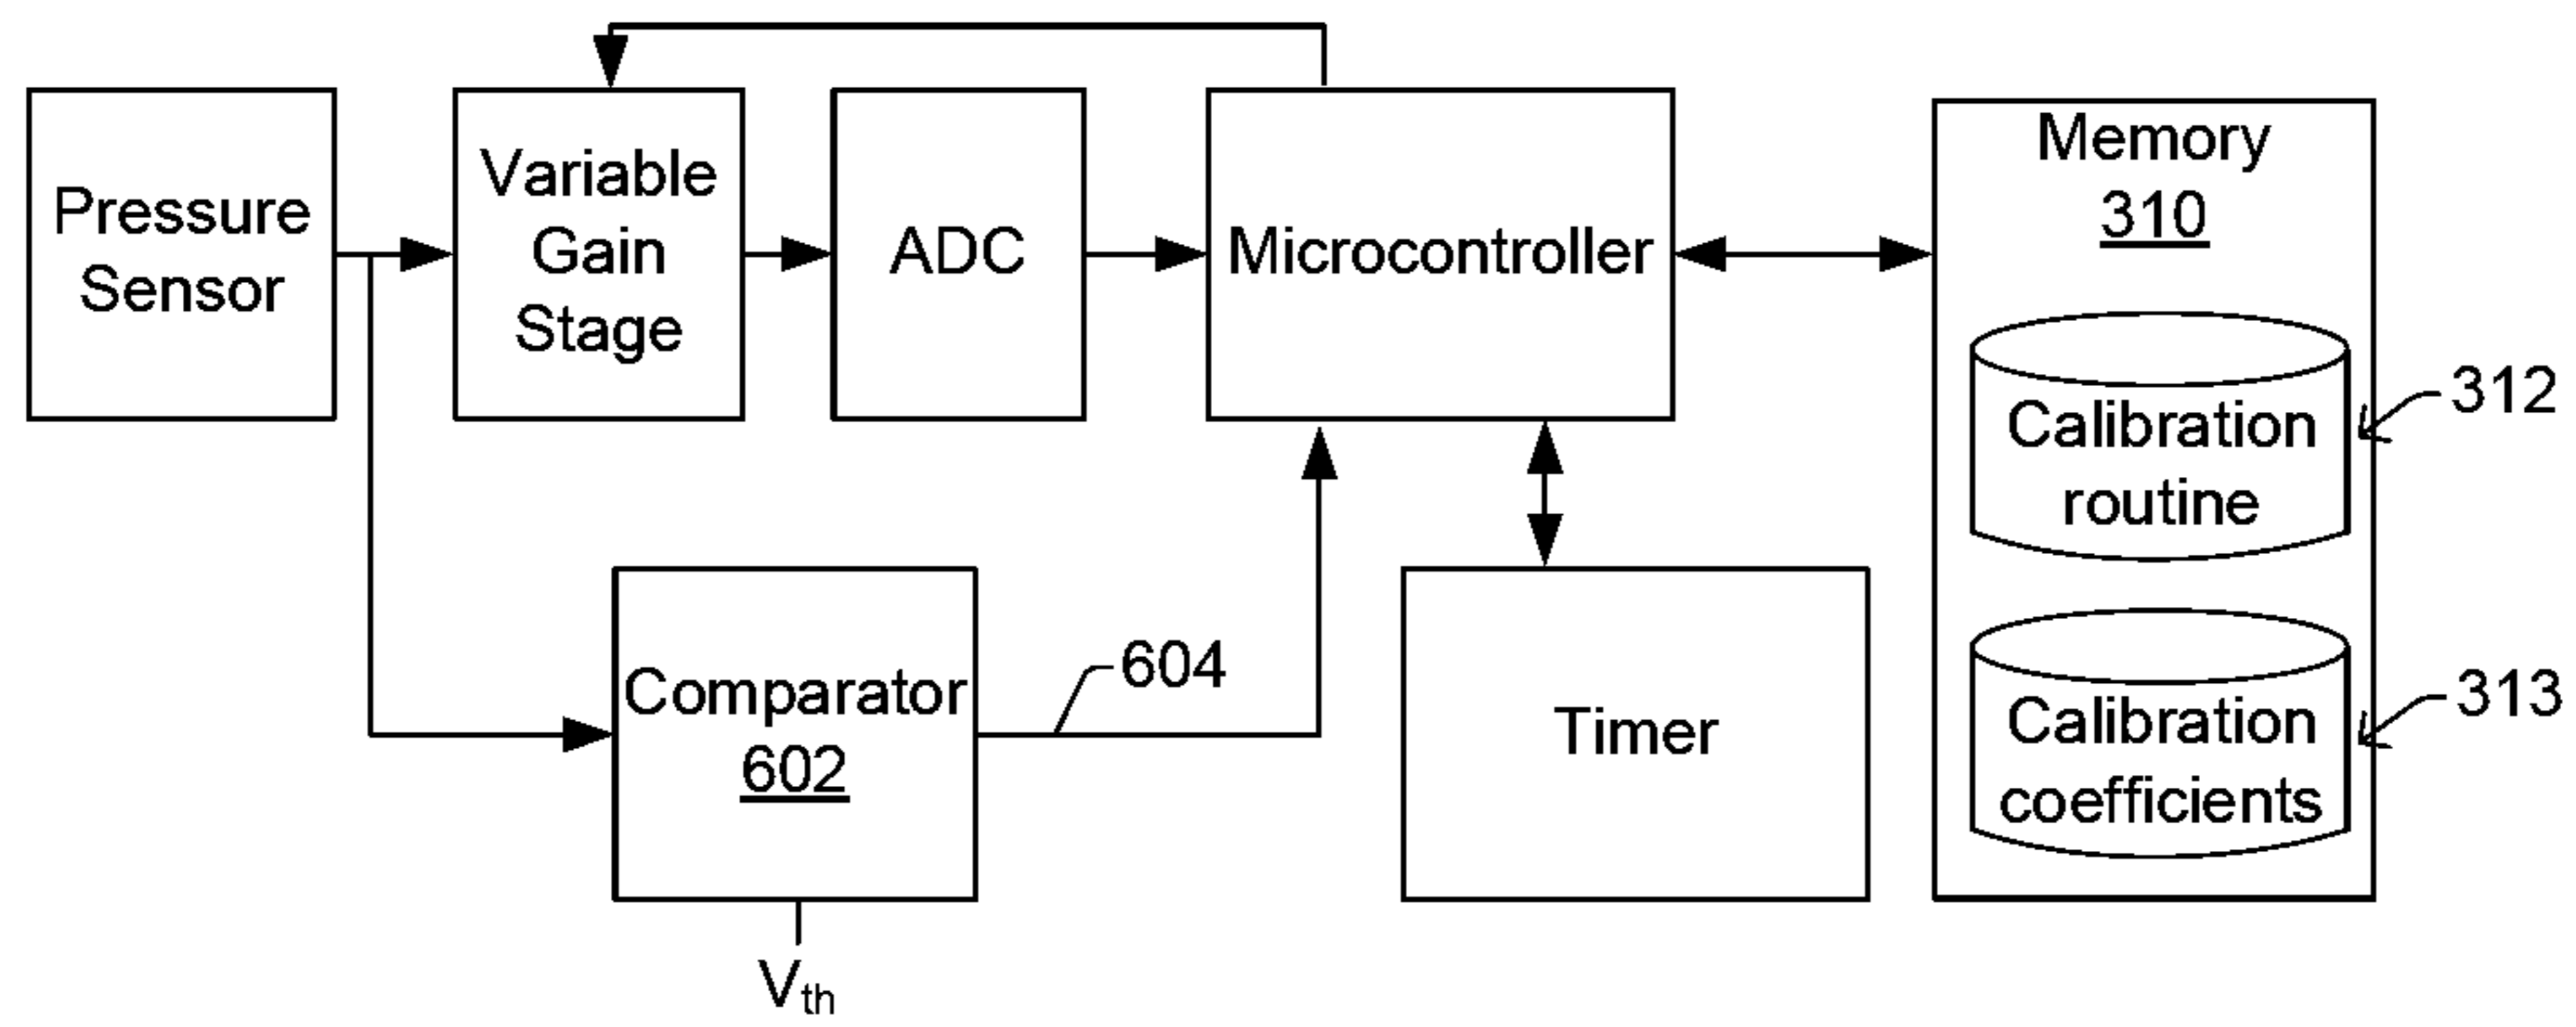 Pressure
Sensor
Variable
Gain
Stage
ADC
Microcontroller
Memory
310
Calibration
routine
312
Calibration
coefficients
313
Comparator
602
604
Timer
Vth